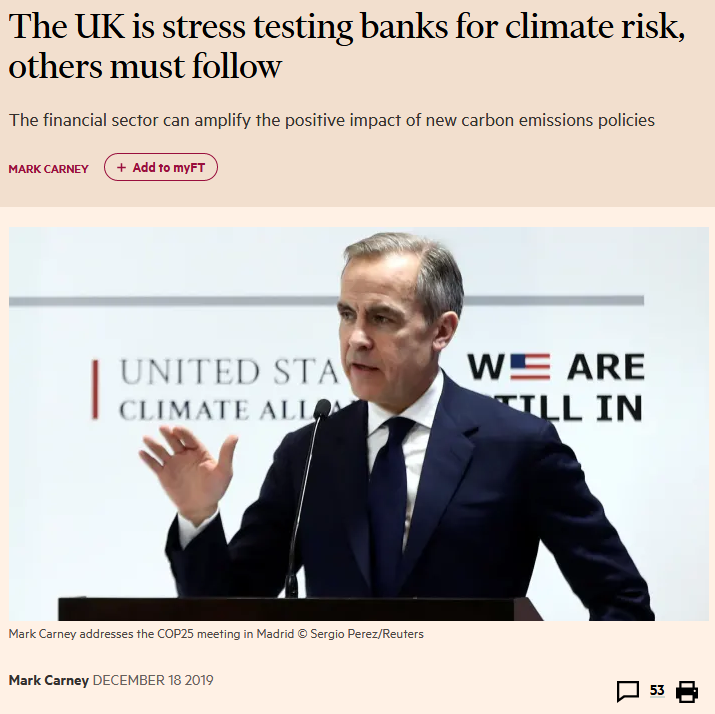 The UK is stress testing banks for climate risk,
others must follow
The financial sector can amplify the positive impact of new carbon emissions policies
MARK CARNEY
+ Add to myFT
UNITED STA
CLIMATE ALL
W ARE
TILL IN
Mark Carney addresses the COP25 meeting in Madrid © Sergio Perez/Reuters
Mark Carney DECEMBER 18 2019
53